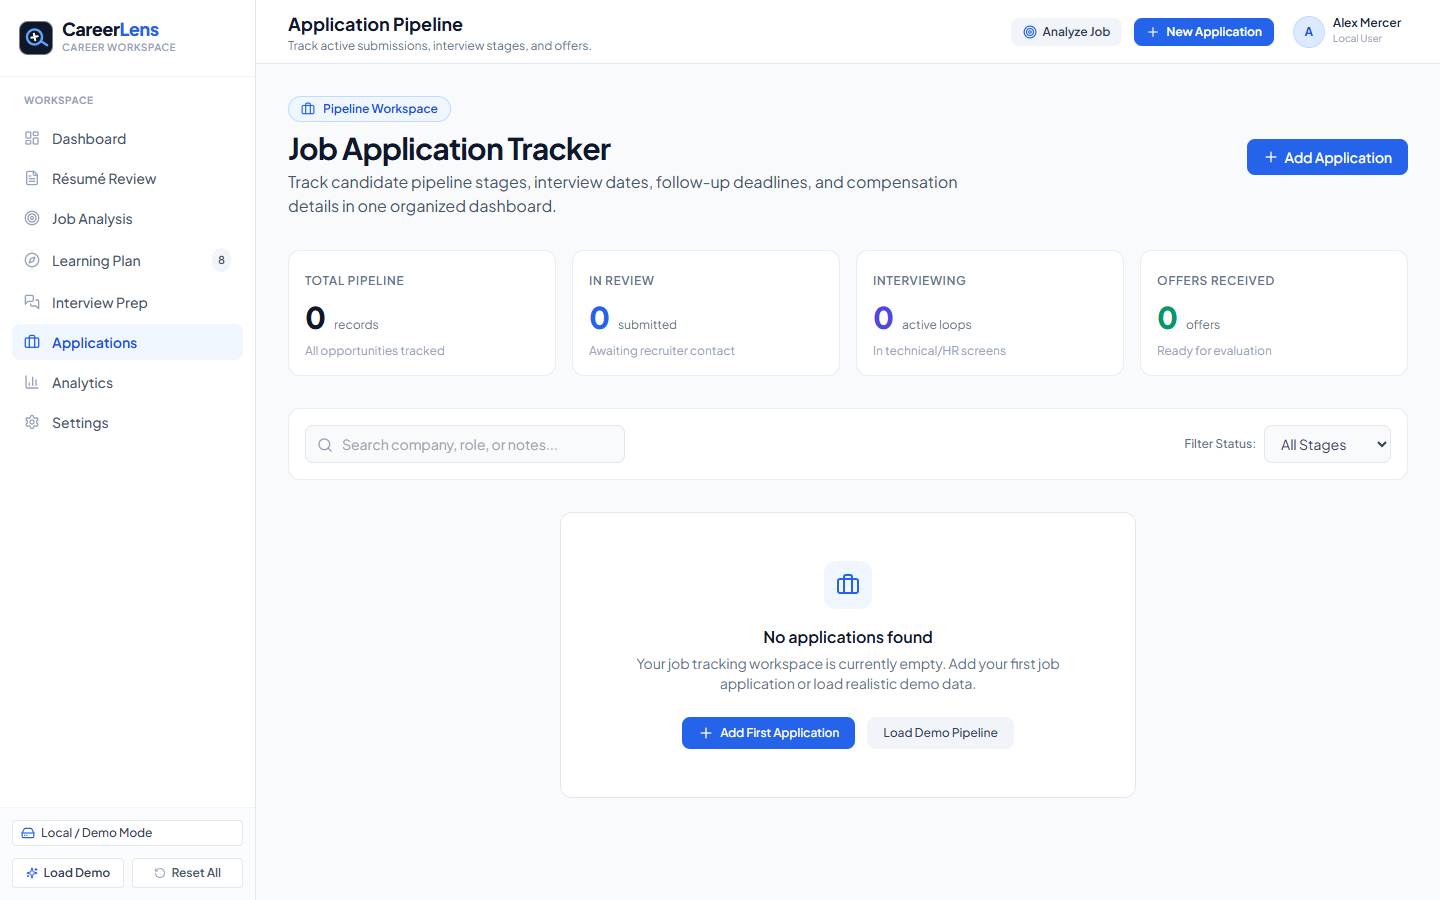 CareerLens
CAREER WORKSPACE
WORKSPACE
Dashboard
Résumé Review
Job Analysis
Learning Plan
8
Interview Prep
Applications
Analytics
Settings
Local / Demo Mode
Load Demo
Reset All
Application Pipeline
Track active submissions, interview stages, and offers.
Analyze Job
New Application
A
Alex Mercer
Local User
Pipeline Workspace
Job Application Tracker
Track candidate pipeline stages, interview dates, follow-up deadlines, and compensation
details in one organized dashboard.
Add Application
TOTAL PIPELINE
0 records
All opportunities tracked
IN REVIEW
0 submitted
Awaiting recruiter contact
INTERVIEWING
0 active loops
In technical/HR screens
OFFERS RECEIVED
0 offers
Ready for evaluation
Search company, role, or notes...
Filter Status:
All Stages
No applications found
Your job tracking workspace is currently empty. Add your first job
application or load realistic demo data.
Add First Application
Load Demo Pipeline